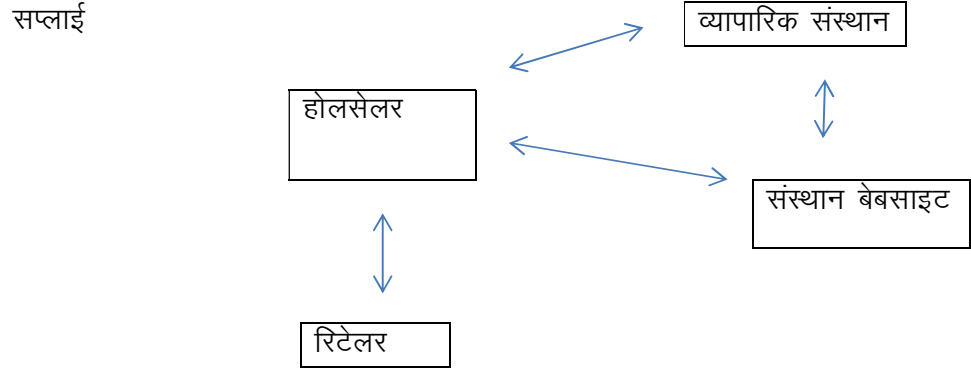 सप्लाई
व्यापारिक संस्थान
होलसेलर
संस्थान बेबसाइट
रिटेलर